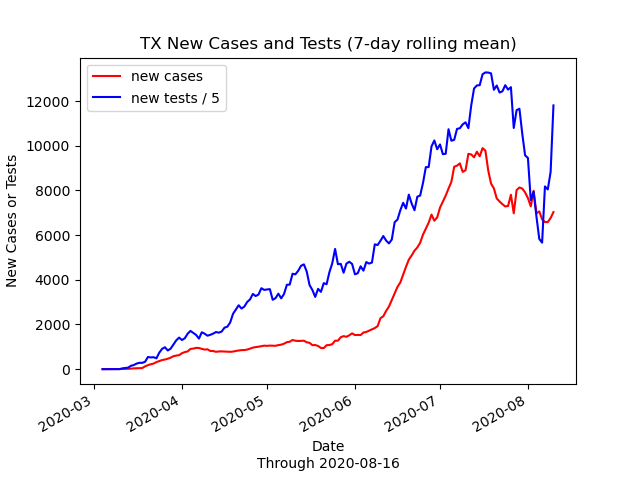 TX New Cases and Tests (7-day rolling mean)
new cases
new tests / 5
12000
10000
8000
6000
4000
2000
0
New Cases or Tests
2020-03
2020-04
2020-05
2020-06
2020-07
2020-08
Date
Through 2020-08-16